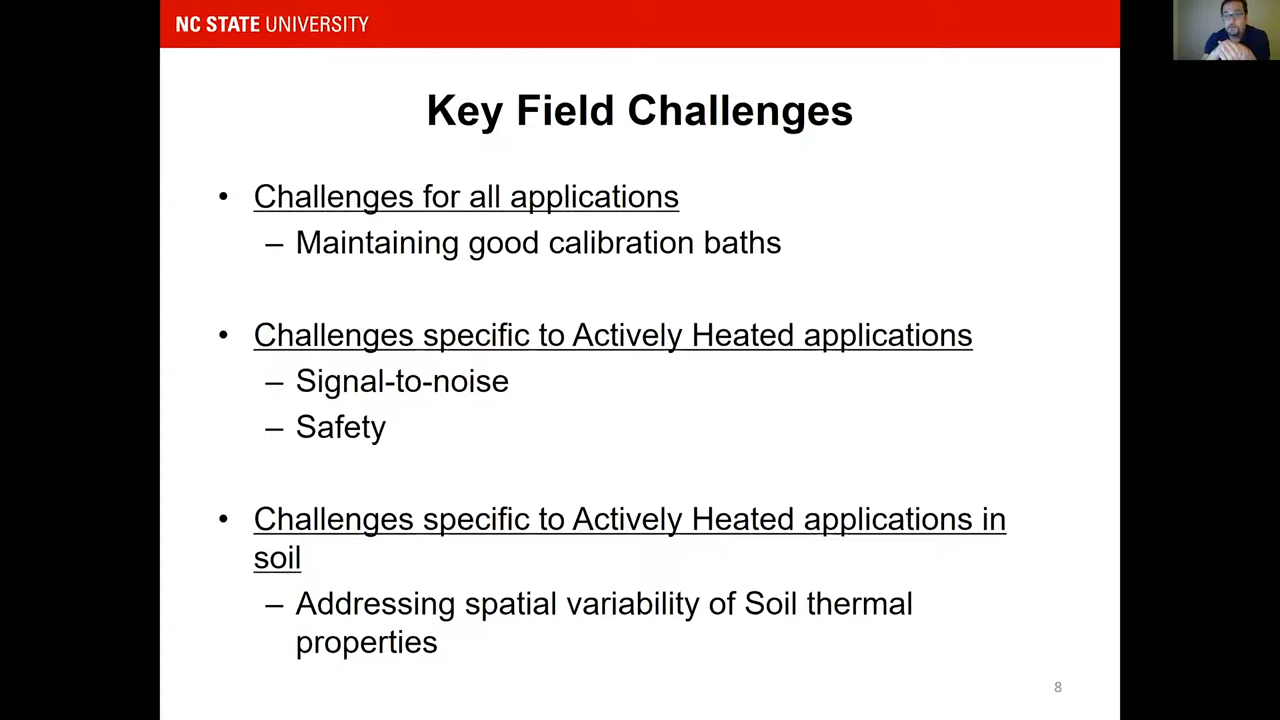 NC STATE UNIVERSITY
Key Field Challenges
• Challenges for all applications
– Maintaining good calibration baths
• Challenges specific to Actively Heated applications
– Signal-to-noise
– Safety
• Challenges specific to Actively Heated applications in
soil
– Addressing spatial variability of Soil thermal
properties
8